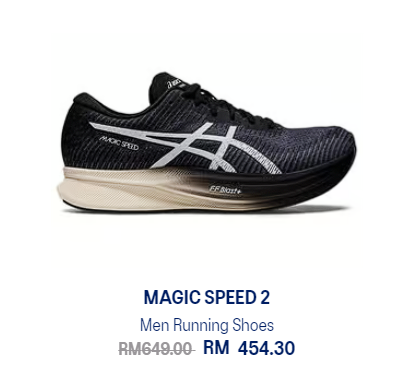 MAGIC SPEED
FF Blast+
MAGIC SPEED 2
Men Running Shoes
RM649.00 RM 454.30